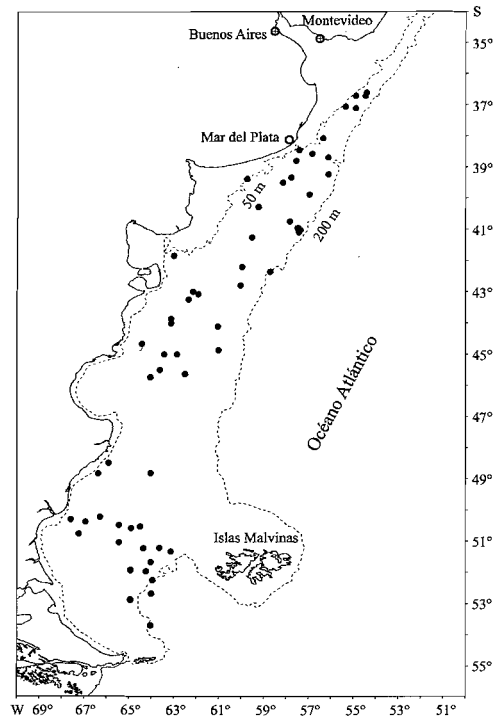 S
Montevideo
Buenos Aires
35°
37°
Mar del Plata
39°
50 m
200 m
41°
43°
Océano Atlántico
45°
47°
49°
Islas Malvinas
51°
53°
55°
W 69° 67° 65° 63° 61° 59° 57° 55° 53° 51°